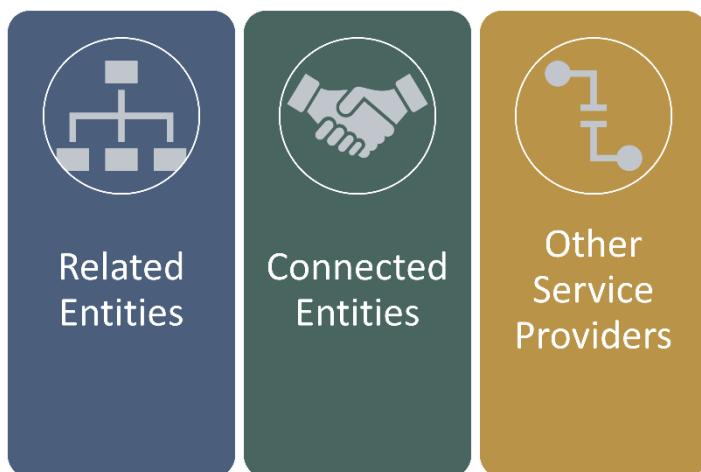 Related
Entities
Connected
Entities
Other
Service
Providers